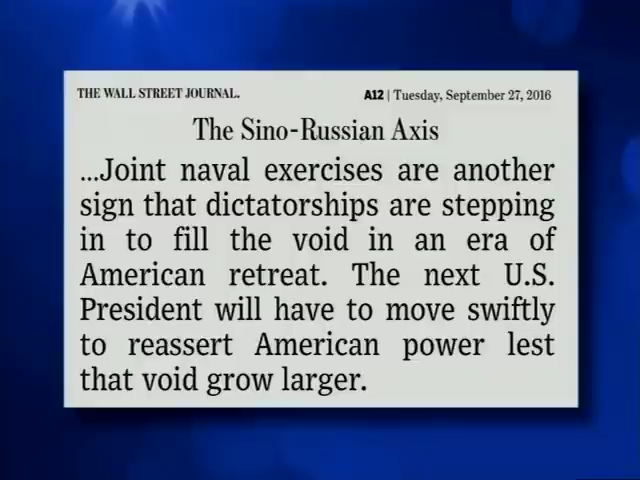 THE WALL STREET JOURNAL.
A12 | Tuesday, September 27, 2016
The Sino-Russian Axis
...Joint naval exercises are another
sign that dictatorships are stepping
in to fill the void in an era of
American retreat. The next U.S.
President will have to move swiftly
to reassert American power lest
that void grow larger.